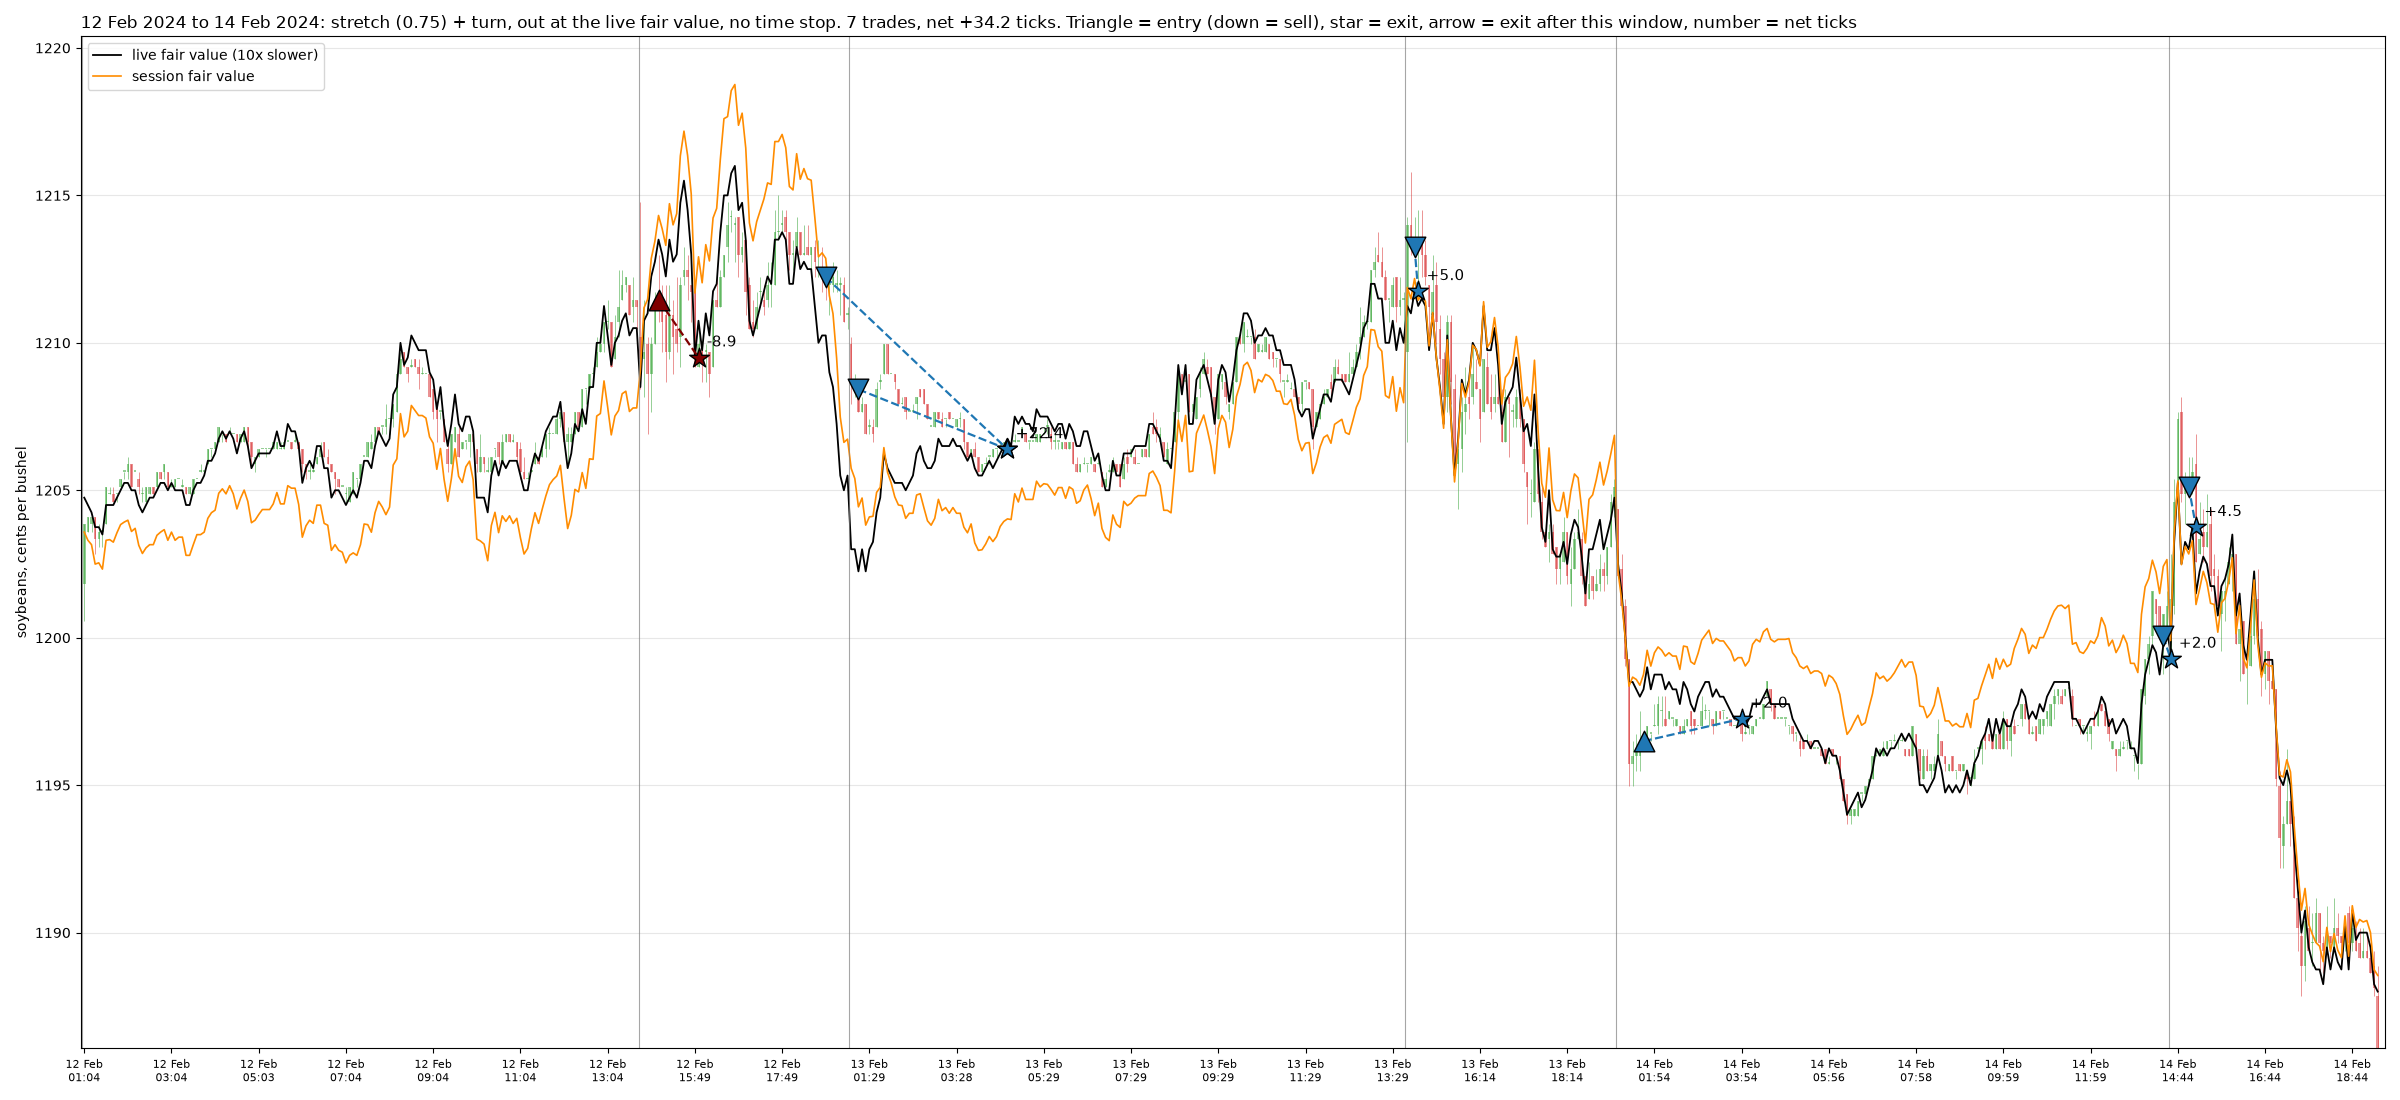 12 Feb 2024 to 14 Feb 2024: stretch (0.75) + turn, out at the live fair value, no time stop. 7 trades, net +34.2 ticks. Triangle = entry (down = sell), star = exit, arrow = exit after this window, number = net ticks
live fair value (10x slower)
session fair value
soybeans, cents per bushel
1220
1215
1210
1205
1200
1195
1190
-8.9
+5.0
+4.5
+2.0
+2.0
12 Feb
01:04
12 Feb
03:04
12 Feb
05:03
12 Feb
07:04
12 Feb
09:04
12 Feb
11:04
12 Feb
13:04
12 Feb
15:49
12 Feb
17:49
13 Feb
01:29
13 Feb
03:28
13 Feb
05:29
13 Feb
07:29
13 Feb
09:29
13 Feb
11:29
13 Feb
13:29
13 Feb
16:14
13 Feb
18:14
14 Feb
01:54
14 Feb
03:54
14 Feb
05:56
14 Feb
07:58
14 Feb
09:59
14 Feb
11:59
14 Feb
14:44
14 Feb
16:44
14 Feb
18:44